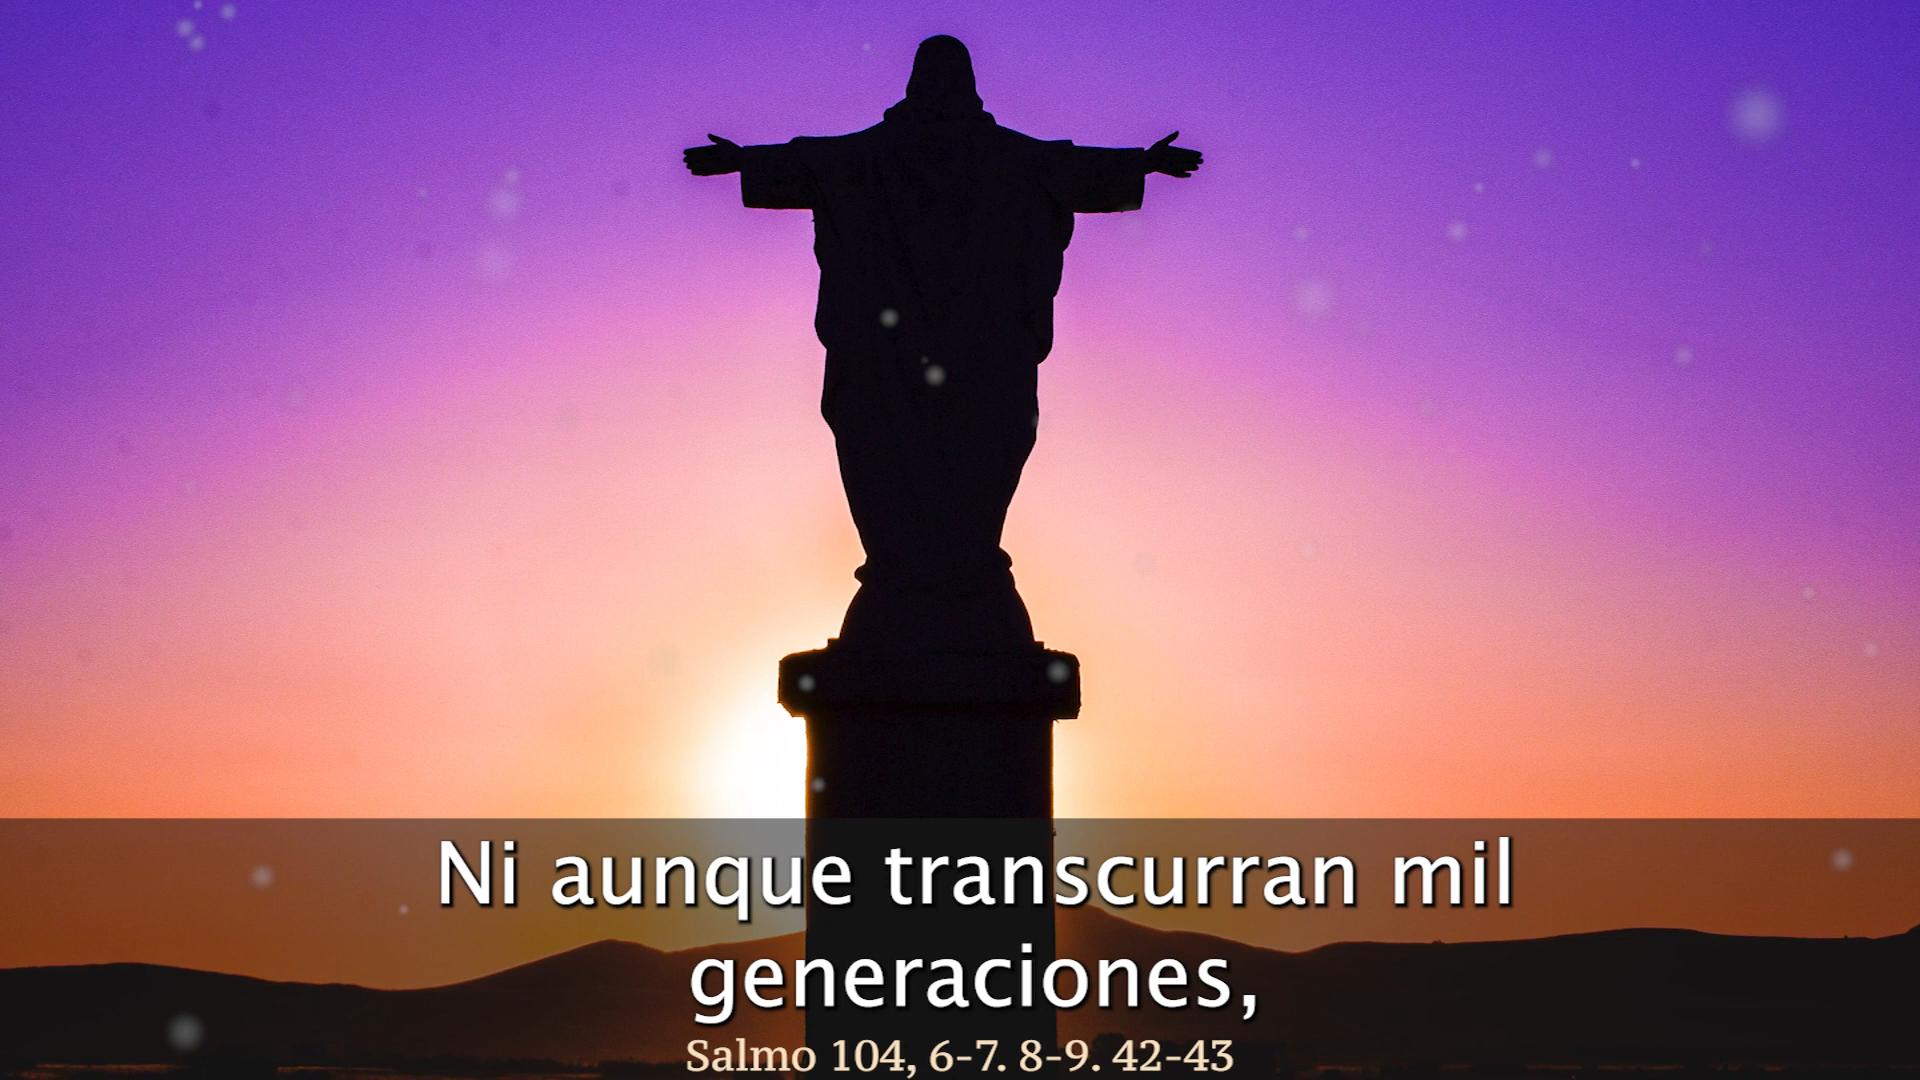 Ni aunque transcurran mil
generaciones,
Salmo 104, 6-7. 8-9. 42-43